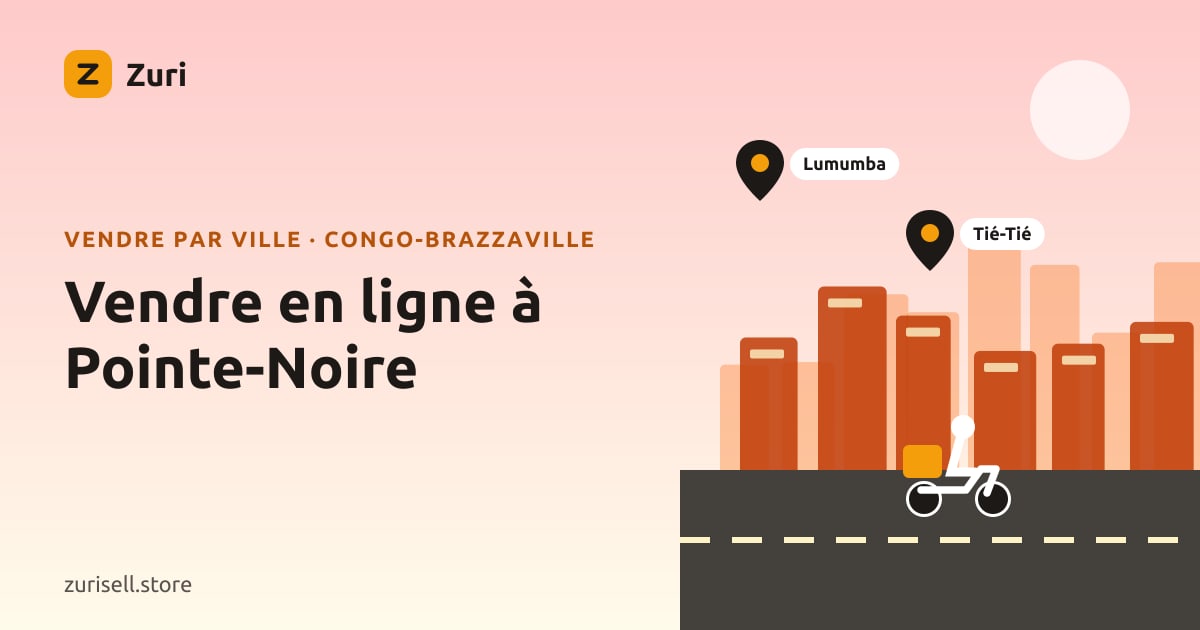 Z Zuri
Lumumba
Tié-Tié
VENDRE PAR VILLE · CONGO-BRAZZAVILLE
Vendre en ligne à
Pointe-Noire
zurisell.store